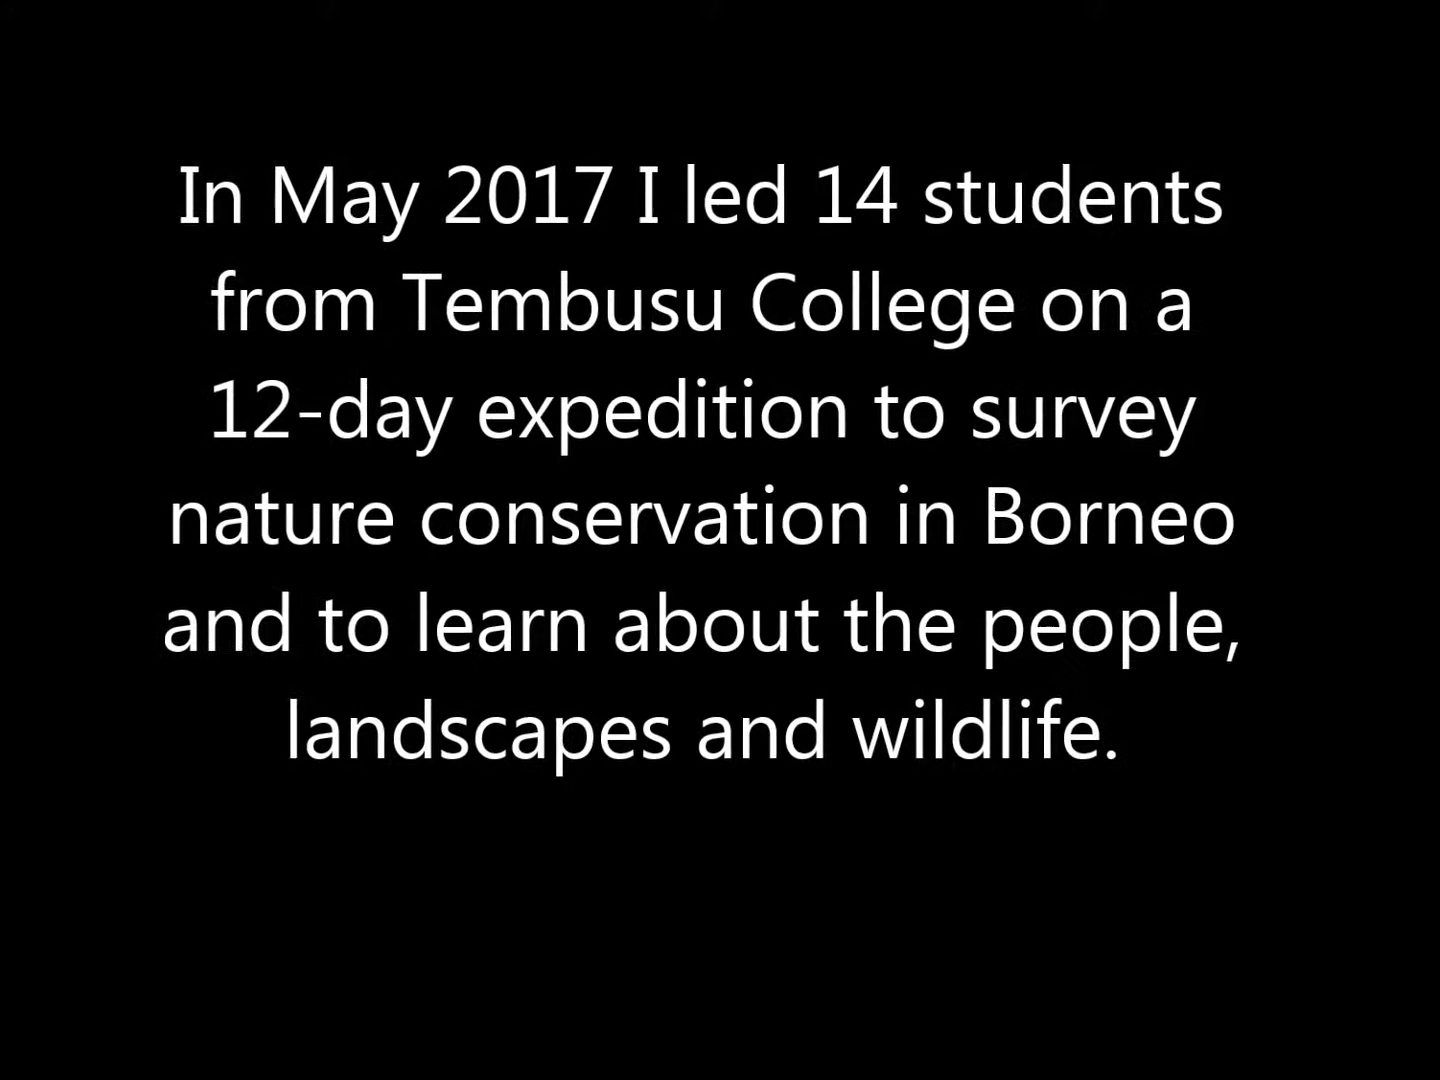 In May 2017 I led 14 students
from Tembusu College on a
12-day expedition to survey
nature conservation in Borneo
and to learn about the people,
landscapes and wildlife.